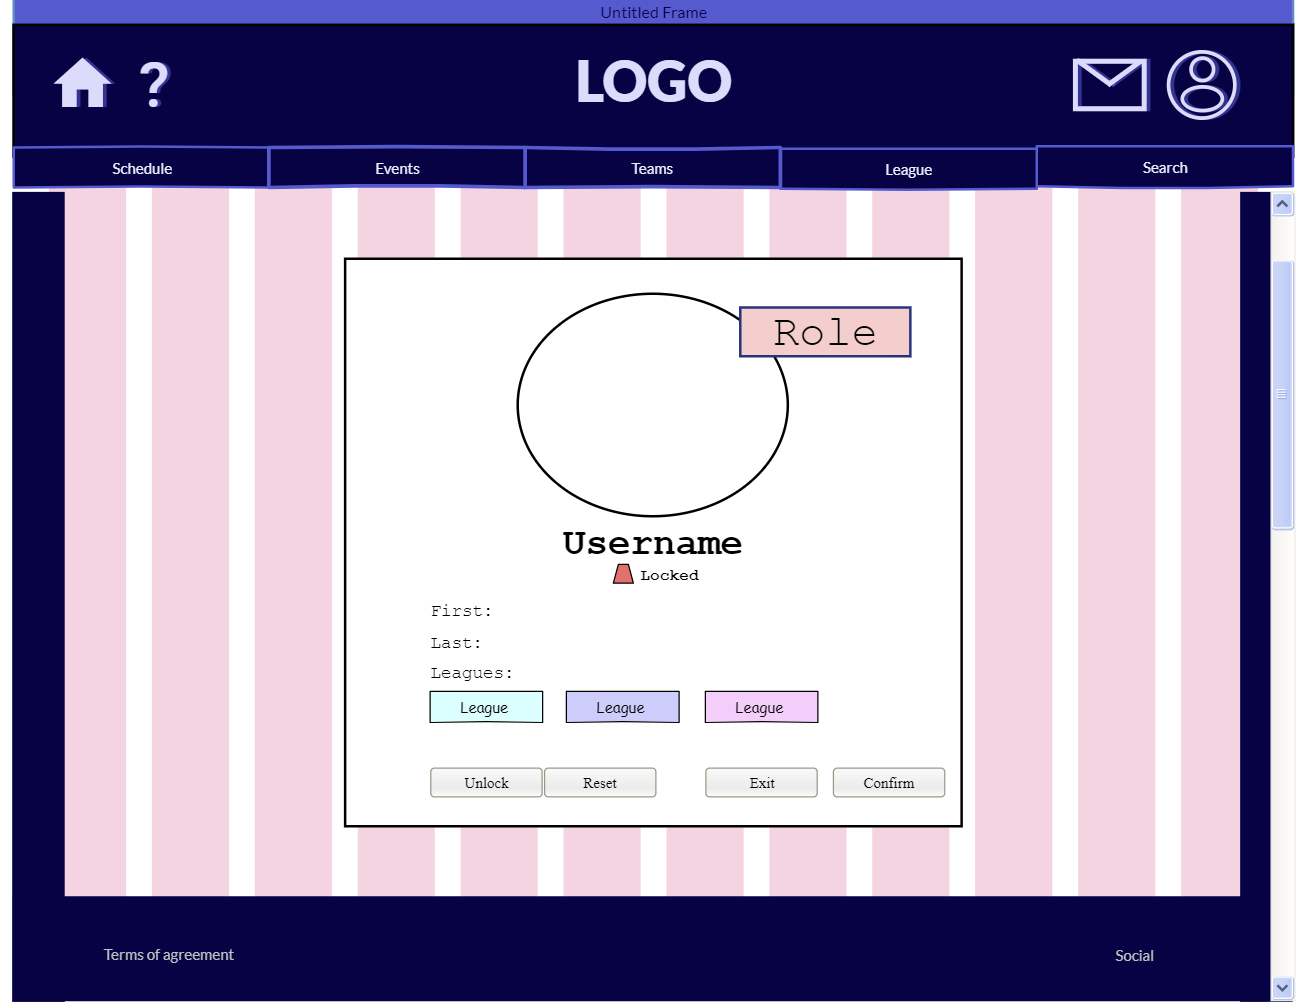 Untitled Frame
?
LOGO
Schedule
Events
Teams
League
Search
Role
Username
Locked
First:
Last:
Leagues:
League
League
League
Unlock
Reset
Exit
Confirm
Terms of agreement
Social